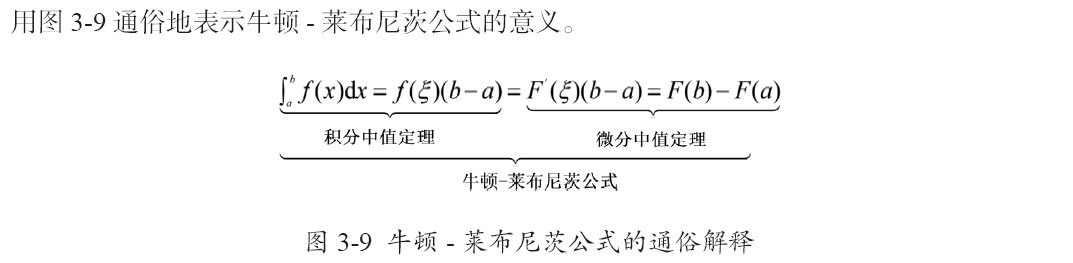 用图 3-9 通俗地表示牛顿 - 莱布尼茨公式的意义。
∫_a^b f(x)dx = f(ξ)(b−a) = F′(ξ)(b−a) = F(b)−F(a)
积分中值定理 微分中值定理
牛顿-莱布尼茨公式
图 3-9 牛顿 - 莱布尼茨公式的通俗解释